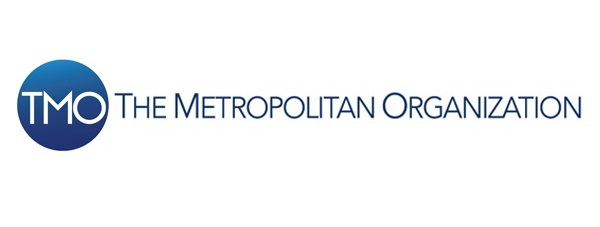 TMO THE METROPOLITAN ORGANIZATION